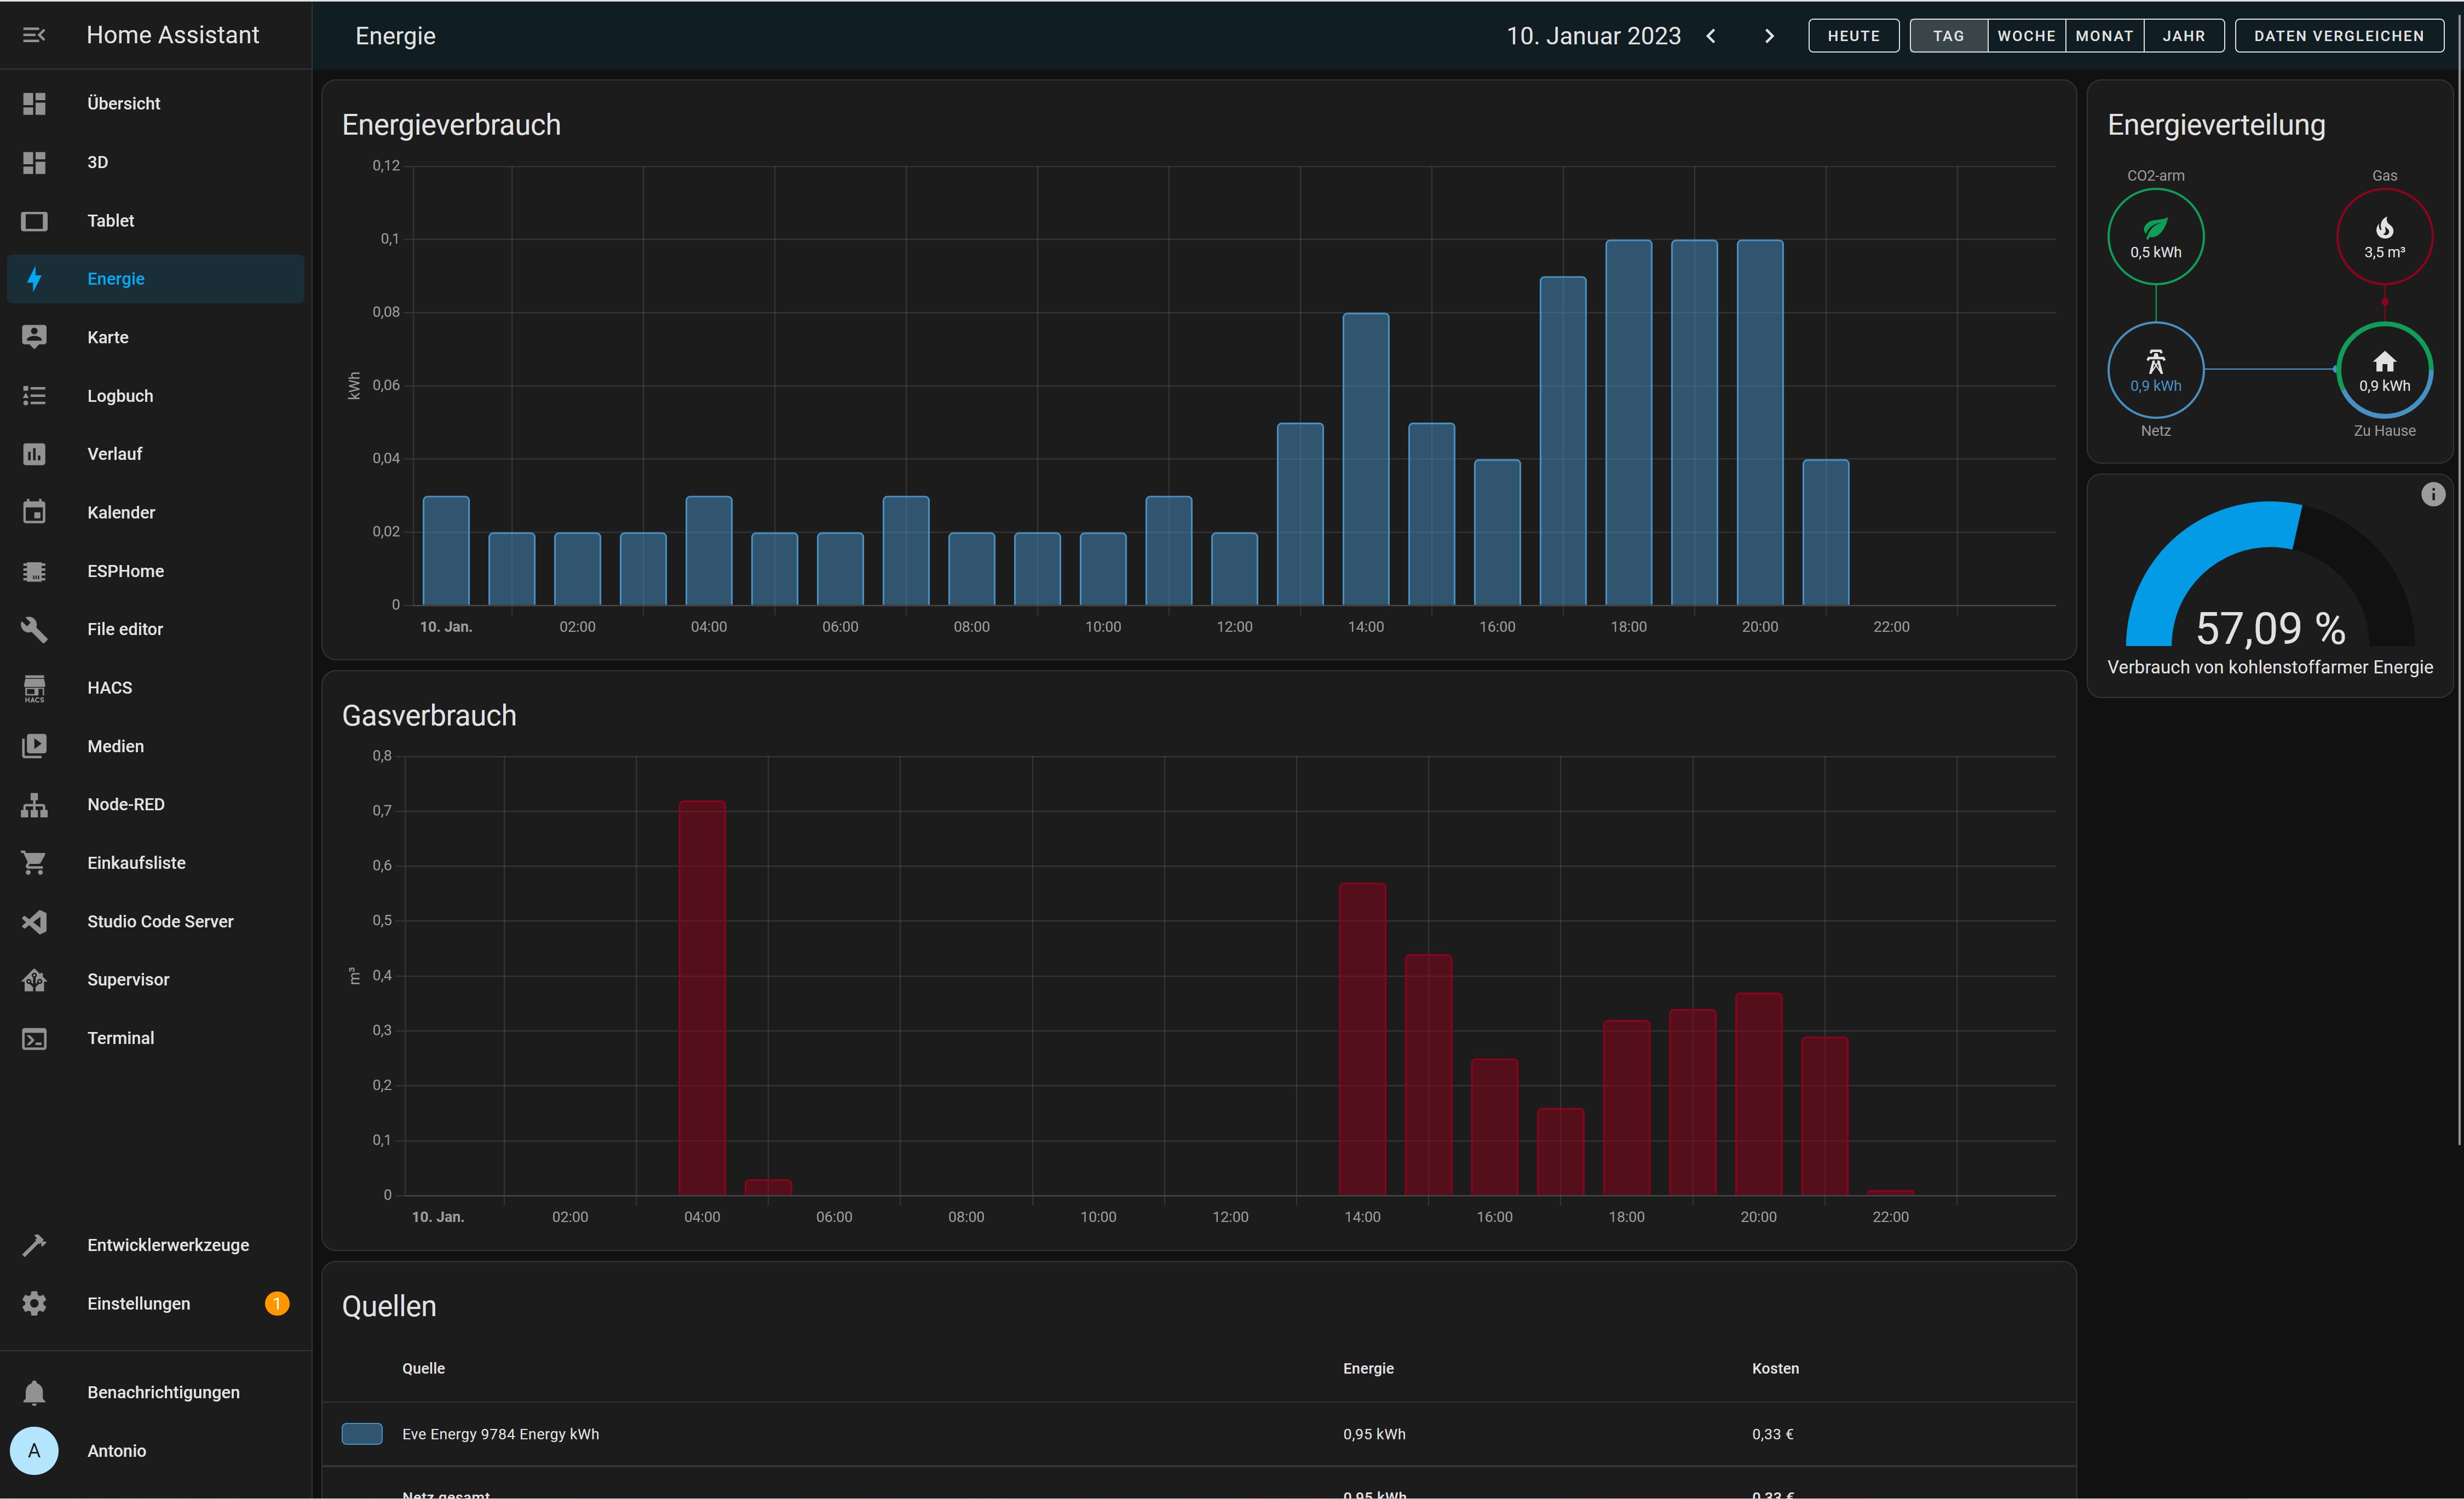 Home Assistant
Übersicht
3D
Tablet
Energie
Karte
Logbuch
Verlauf
Kalender
ESPHome
File editor
HACS
HACS
Medien
Node-RED
Einkaufsliste
Studio Code Server
Supervisor
Terminal
Entwicklerwerkzeuge
Einstellungen 1
Benachrichtigungen
A Antonio
Energie 10. Januar 2023 HEUTE TAG WOCHE MONAT JAHR DATEN VERGLEICHEN
Energieverbrauch
0,12
0,1
0,08
0,06
kWh
0,04
0,02
0
10. Jan. 02:00 04:00 06:00 08:00 10:00 12:00 14:00 16:00 18:00 20:00 22:00
Gasverbrauch
0,8
0,7
0,6
0,5
0,4
m³
0,3
0,2
0,1
0
10. Jan. 02:00 04:00 06:00 08:00 10:00 12:00 14:00 16:00 18:00 20:00 22:00
Quellen
Quelle Energie Kosten
Eve Energy 9784 Energy kWh 0,95 kWh 0,33 €
Netz gesamt 0,95 kWh 0,33 €
Energieverteilung
CO2-arm Gas
0,5 kWh 3,5 m³
0,9 kWh 0,9 kWh
Netz Zu Hause
57,09 %
Verbrauch von kohlenstoffarmer Energie